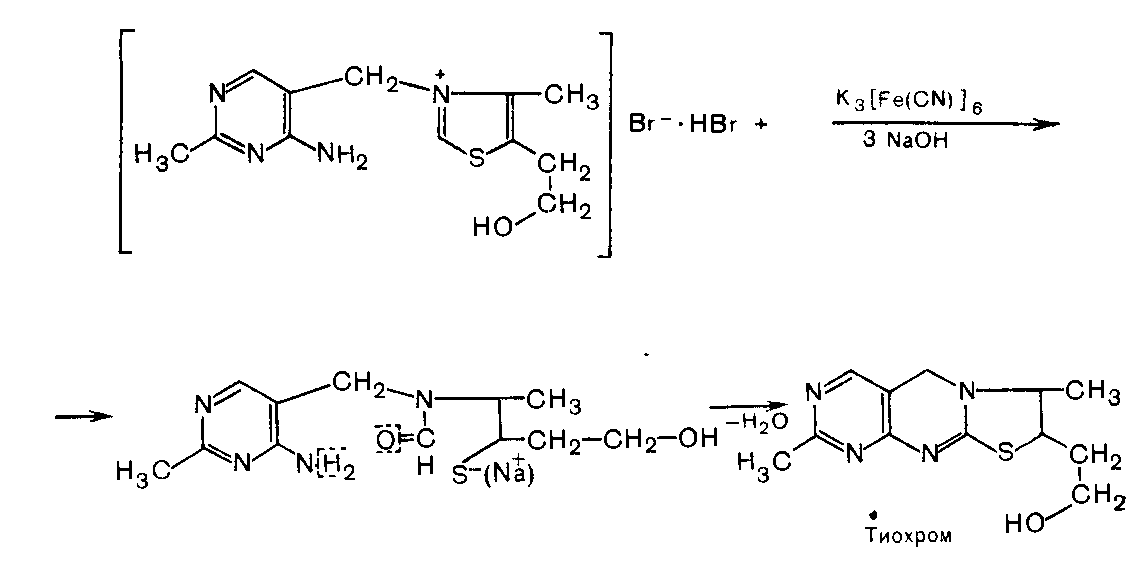 CH₂
N
+
N
CH₃
K₃[Fe(CN)]₆
Br⁻·HBr +
3 NaOH
H₃C
N
NH₂
S
CH₂
CH₂
HO
CH₂
N
N
CH₃
N
N
CH₃
O=C
CH₂—CH₂—OH
−H₂O
H₃C
N
NH₂
H
S⁻(Na⁺)
H₃C
N
N
S
CH₂
CH₂
HO
Тиохром